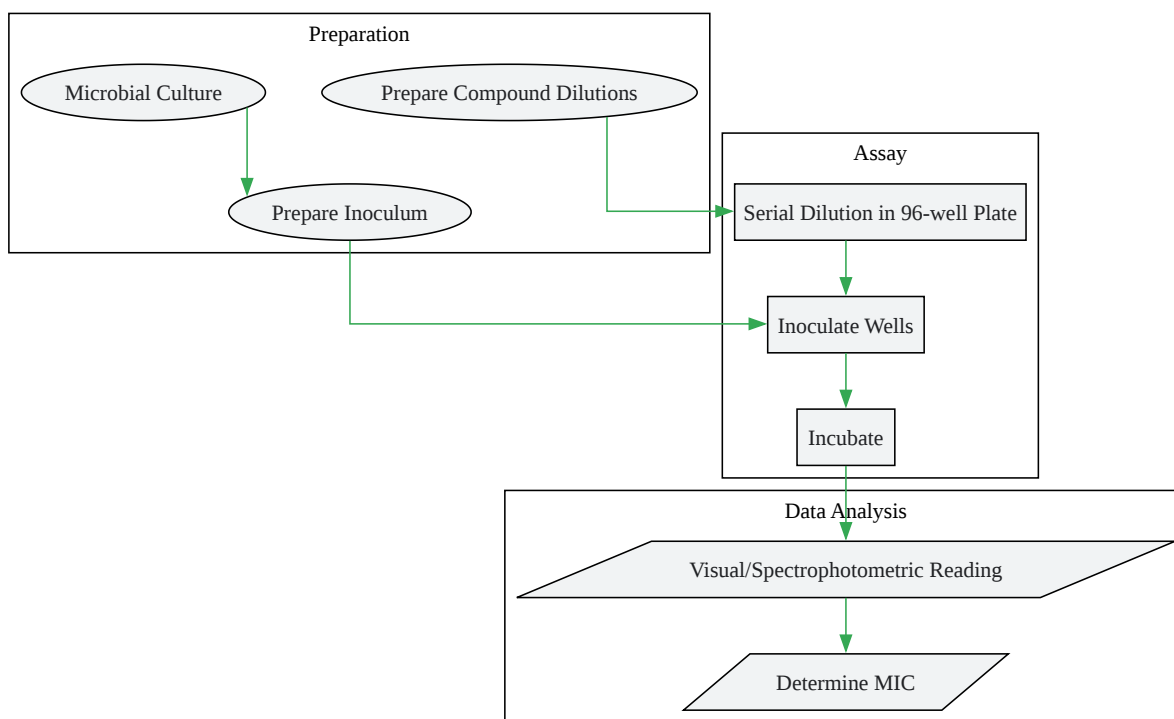 Preparation
Microbial Culture
Prepare Compound Dilutions
Prepare Inoculum
Assay
Serial Dilution in 96-well Plate
Inoculate Wells
Incubate
Data Analysis
Visual/Spectrophotometric Reading
Determine MIC